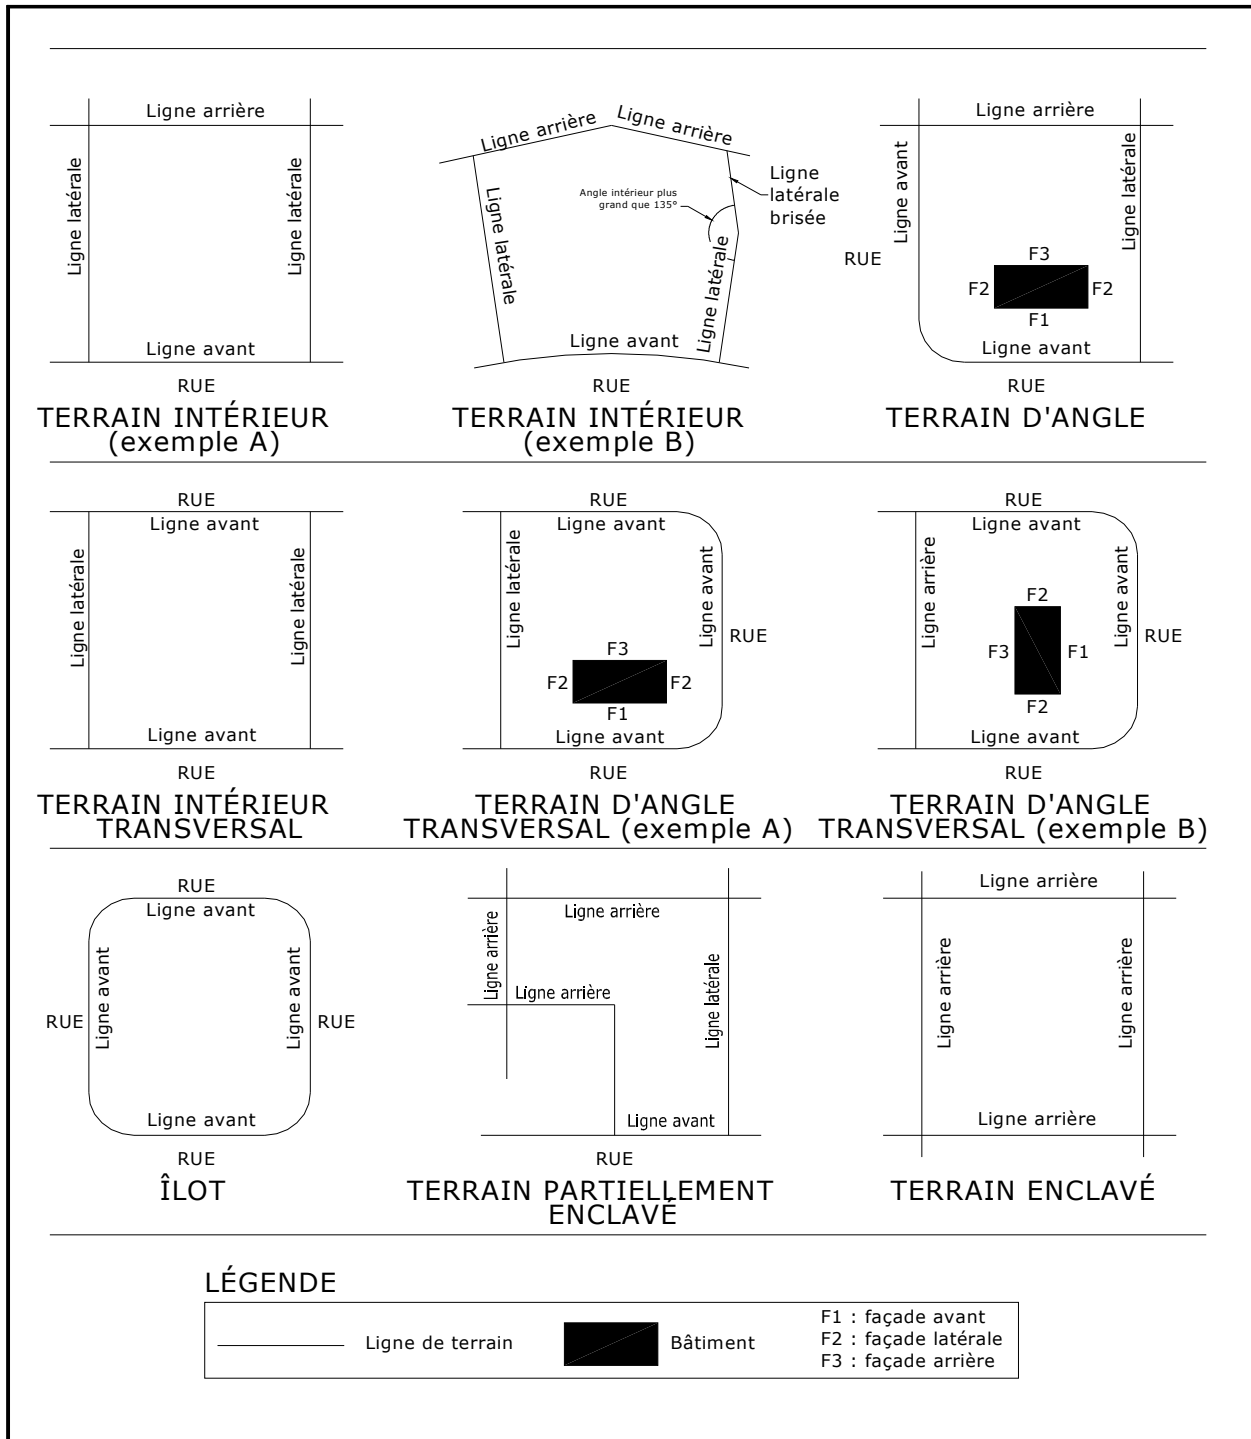 Ligne arrière
Ligne latérale
Ligne latérale
Ligne avant
RUE
TERRAIN INTÉRIEUR
(exemple A)
Ligne arrière
Ligne arrière
Ligne latérale
Angle intérieur plus
grand que 135°
Ligne
latérale
brisée
Ligne latérale
Ligne avant
RUE
TERRAIN INTÉRIEUR
(exemple B)
Ligne arrière
Ligne avant
Ligne latérale
RUE
F3
F2
F2
F1
Ligne avant
RUE
TERRAIN D'ANGLE
RUE
Ligne avant
Ligne latérale
Ligne latérale
Ligne avant
RUE
TERRAIN INTÉRIEUR
TRANSVERSAL
RUE
Ligne avant
Ligne latérale
Ligne avant
RUE
F3
F2
F2
F1
Ligne avant
RUE
TERRAIN D'ANGLE
TRANSVERSAL (exemple A)
RUE
Ligne avant
Ligne arrière
Ligne avant
F2
RUE
F3
F1
F2
Ligne avant
RUE
TERRAIN D'ANGLE
TRANSVERSAL (exemple B)
RUE
Ligne avant
Ligne avant
Ligne avant
RUE
RUE
Ligne avant
RUE
ÎLOT
Ligne arrière
Ligne arrière
Ligne arrière
Ligne latérale
Ligne avant
RUE
TERRAIN PARTIELLEMENT
ENCLAVÉ
Ligne arrière
Ligne arrière
Ligne arrière
Ligne arrière
TERRAIN ENCLAVÉ
LÉGENDE
Ligne de terrain
Bâtiment
F1 : façade avant
F2 : façade latérale
F3 : façade arrière